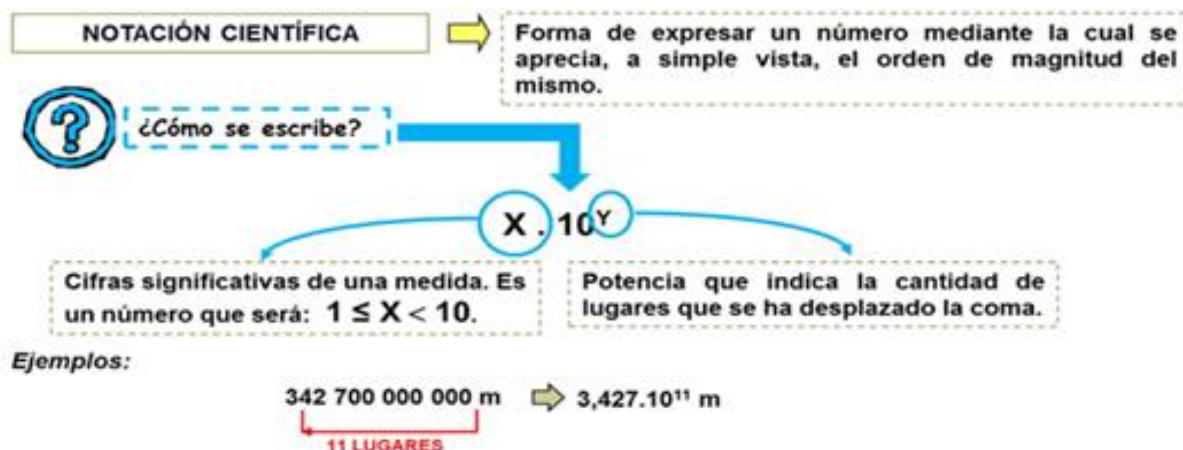 NOTACIÓN CIENTÍFICA
Forma de expresar un número mediante la cual se
aprecia, a simple vista, el orden de magnitud del
mismo.
?
¿Cómo se escribe?
X . 10ʸ
Cifras significativas de una medida. Es
un número que será: 1 ≤ X < 10.
Potencia que indica la cantidad de
lugares que se ha desplazado la coma.
Ejemplos:
342 700 000 000 m 3,427.10¹¹ m
11 LUGARES